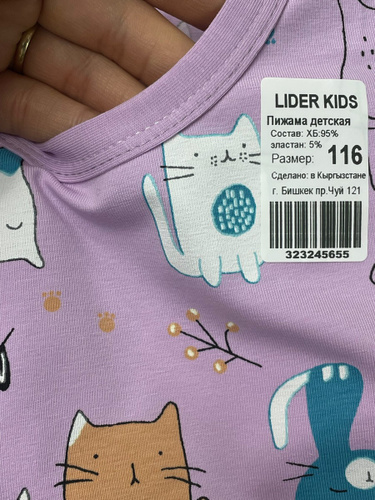 LIDER KIDS
Пижама детская
Состав: ХБ:95%
эластан: 5%
Размер: 116
Сделано: в Кыргызстане
г. Бишкек пр.Чуй 121
323245655